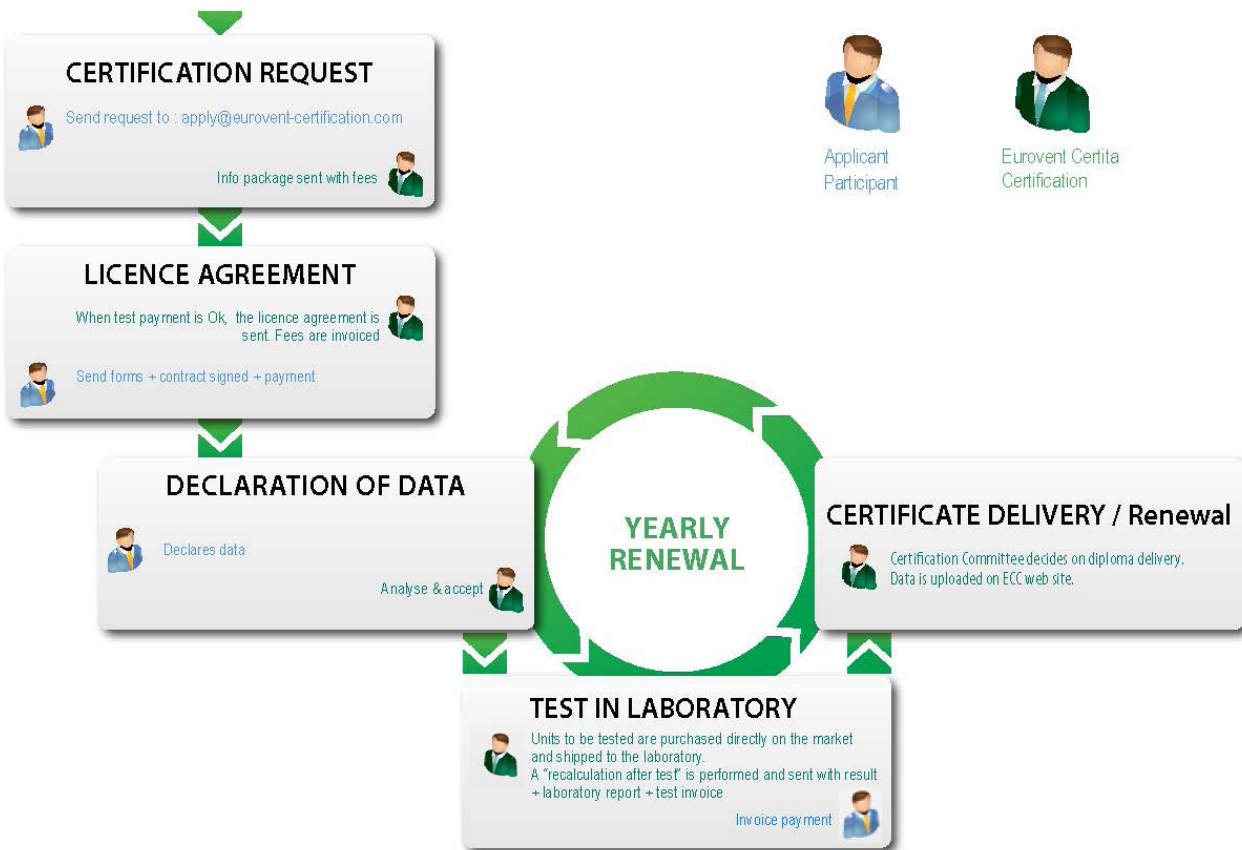 CERTIFICATION REQUEST
Send request to : apply@eurovent-certification.com
Info package sent with fees
Applicant
Participant
Eurovent Certita
Certification
LICENCE AGREEMENT
When test payment is Ok, the licence agreement is
sent. Fees are invoiced
Send forms + contract signed + payment
DECLARATION OF DATA
Declares data
Analyse & accept
YEARLY
RENEWAL
CERTIFICATE DELIVERY / Renewal
Certification Committee decides on diploma delivery.
Data is uploaded on ECC web site.
TEST IN LABORATORY
Units to be tested are purchased directly on the market
and shipped to the laboratory.
A "recalculation after test" is performed and sent with result
+ laboratory report + test invoice
Invoice payment